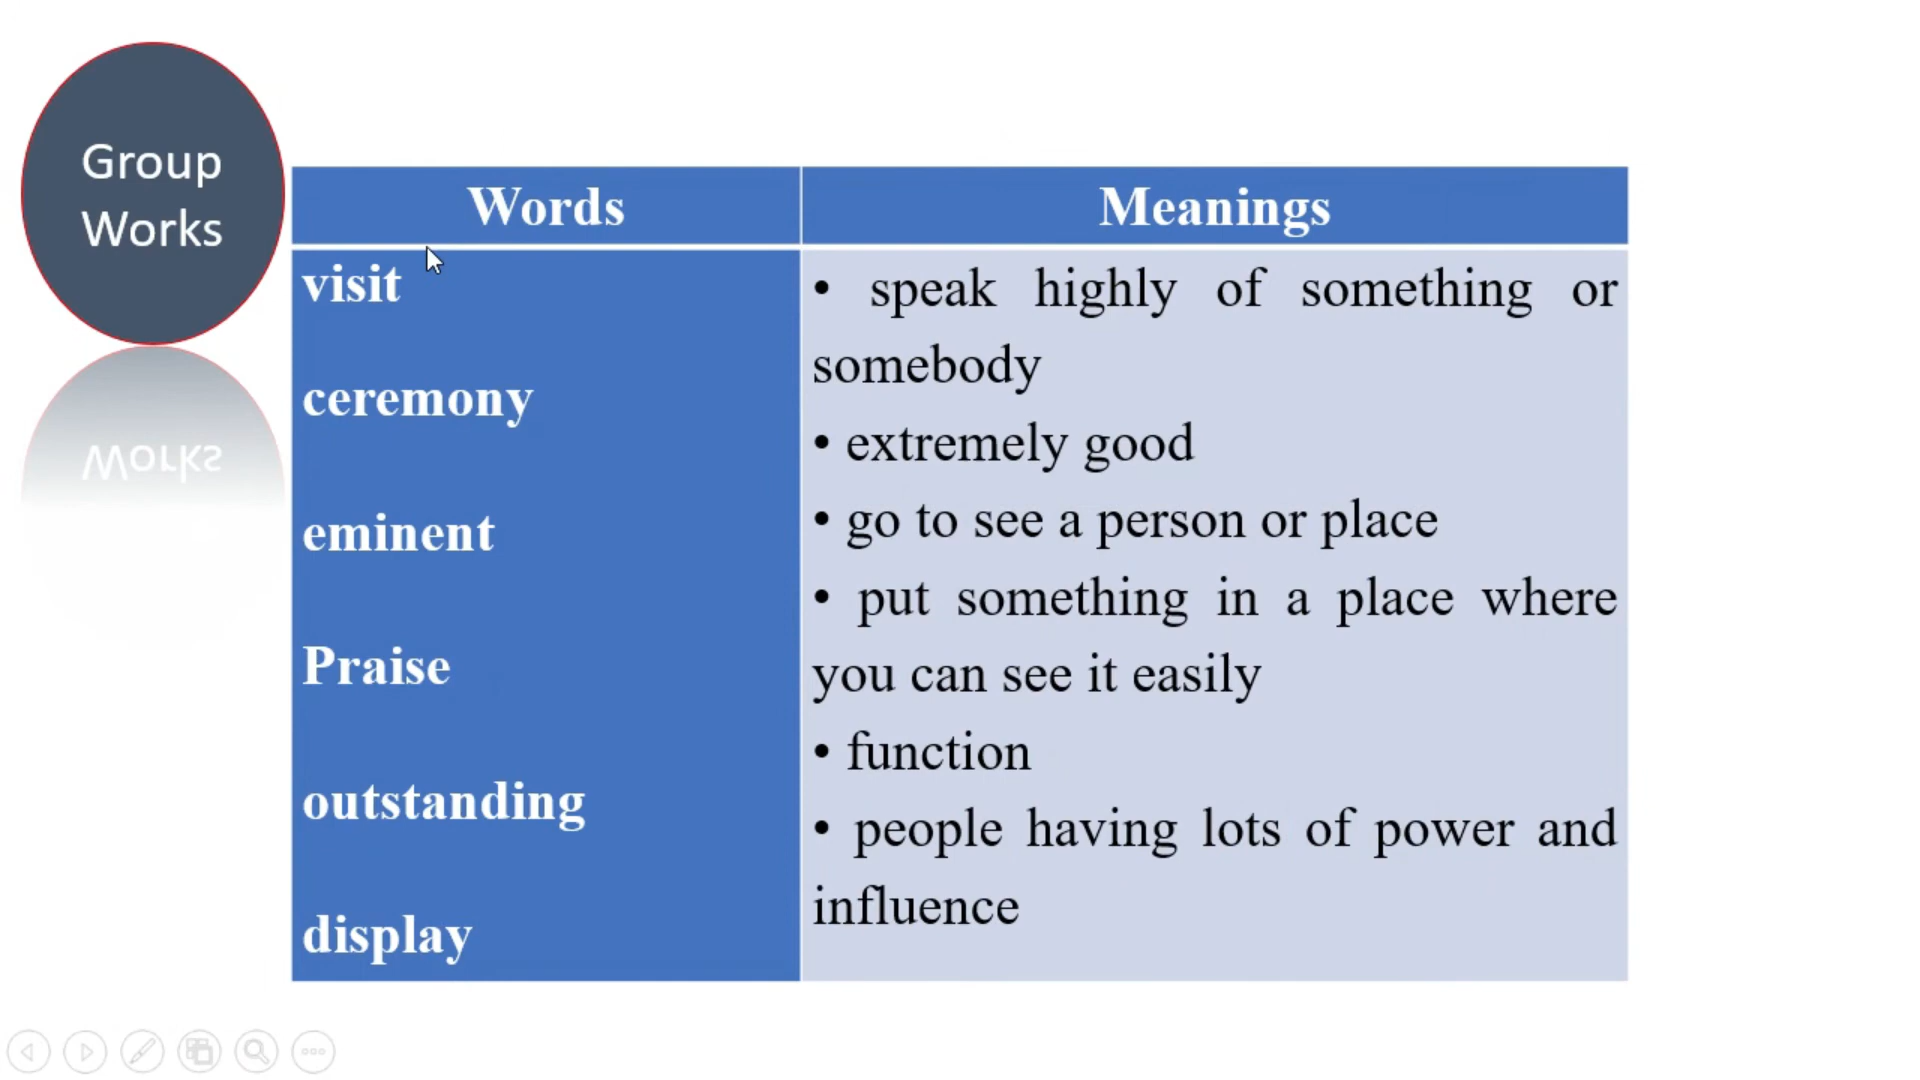 Group
Works
Words
Meanings
visit
ceremony
eminent
Praise
outstanding
display
• speak highly of something or
somebody
• extremely good
• go to see a person or place
• put something in a place where
you can see it easily
• function
• people having lots of power and
influence